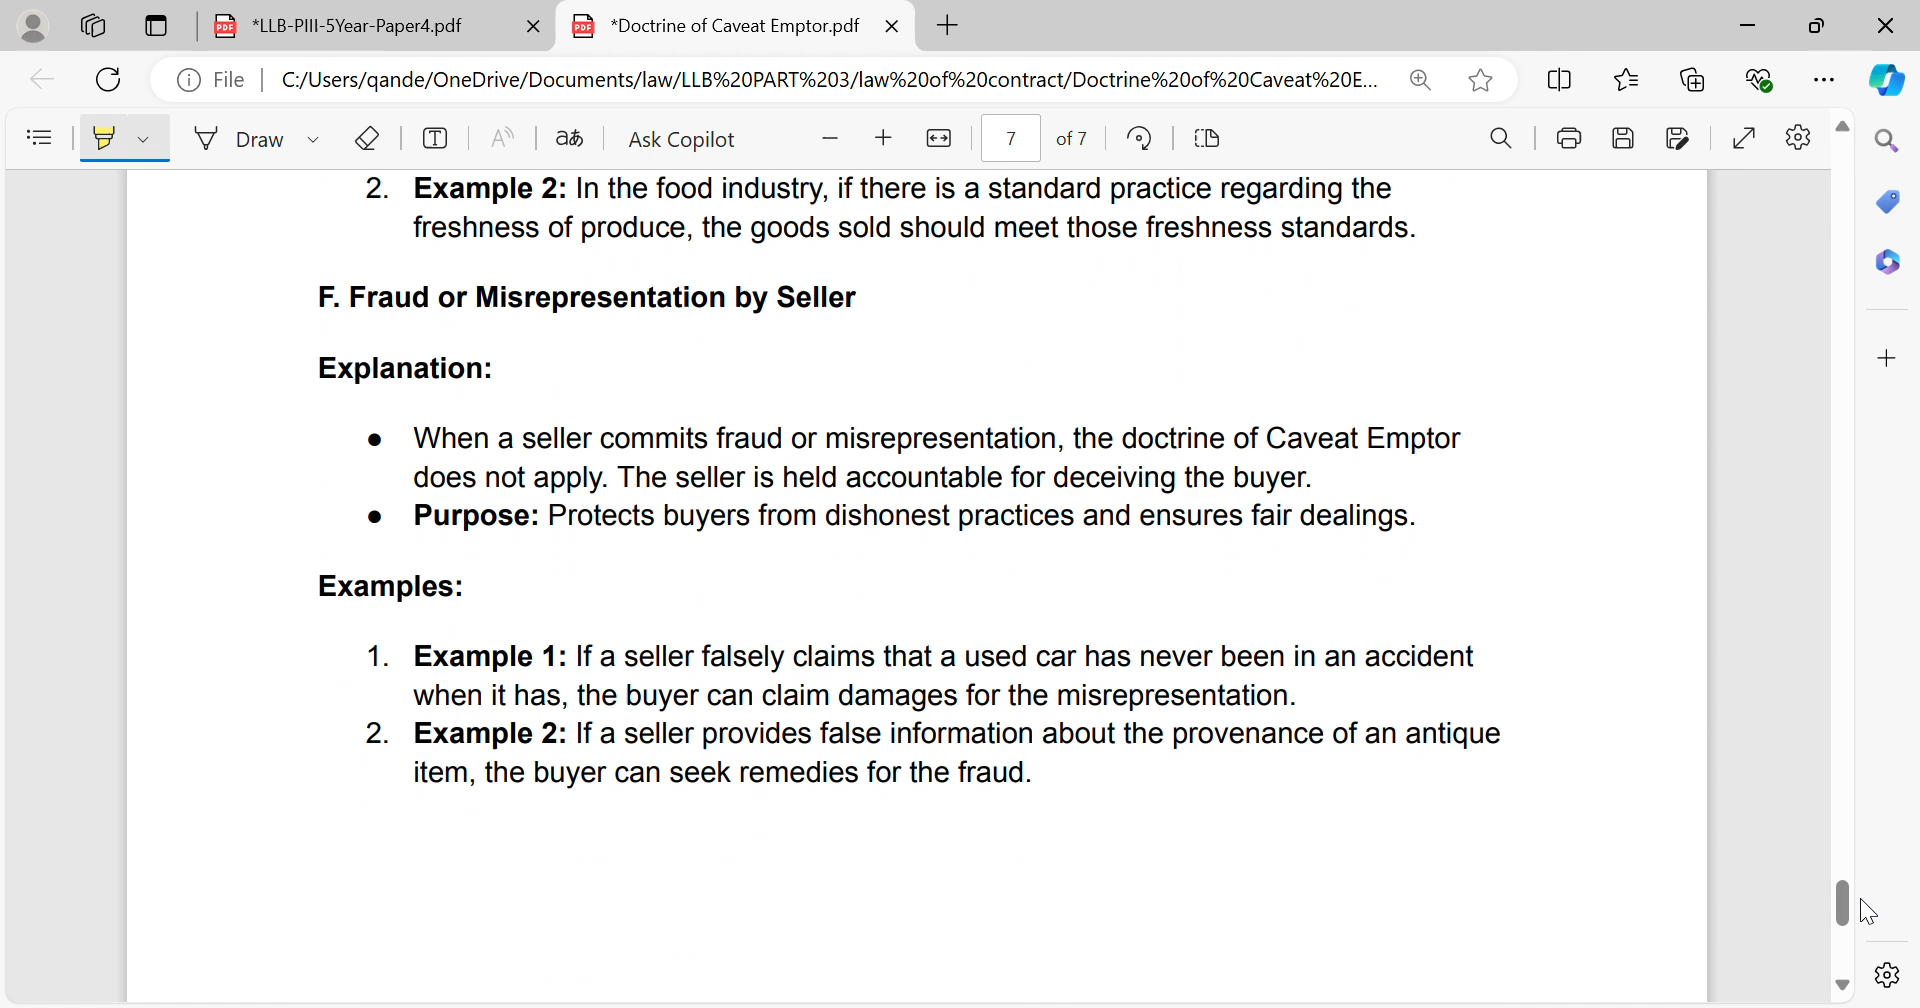 *LLB-PIII-5Year-Paper4.pdf
*Doctrine of Caveat Emptor.pdf
File
C:/Users/qande/OneDrive/Documents/law/LLB%20PART%203/law%20of%20contract/Doctrine%20of%20Caveat%20E...
Draw
Ask Copilot
7
of 7
2. Example 2: In the food industry, if there is a standard practice regarding the
freshness of produce, the goods sold should meet those freshness standards.
F. Fraud or Misrepresentation by Seller
Explanation:
● When a seller commits fraud or misrepresentation, the doctrine of Caveat Emptor
does not apply. The seller is held accountable for deceiving the buyer.
● Purpose: Protects buyers from dishonest practices and ensures fair dealings.
Examples:
1. Example 1: If a seller falsely claims that a used car has never been in an accident
when it has, the buyer can claim damages for the misrepresentation.
2. Example 2: If a seller provides false information about the provenance of an antique
item, the buyer can seek remedies for the fraud.